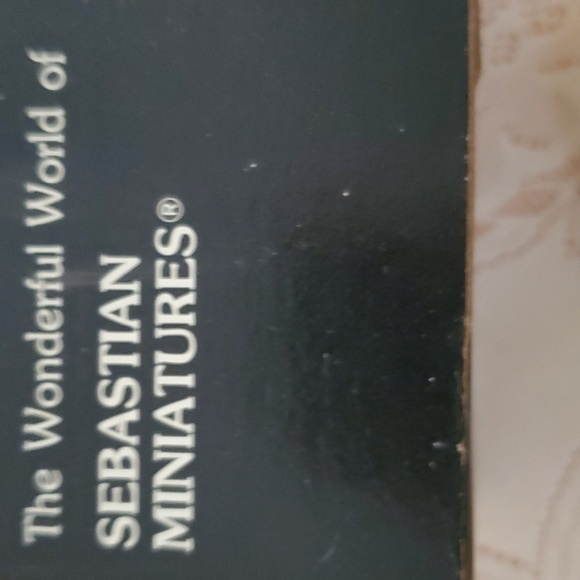 The Wonderful World of
SEBASTIAN
MINIATURES®